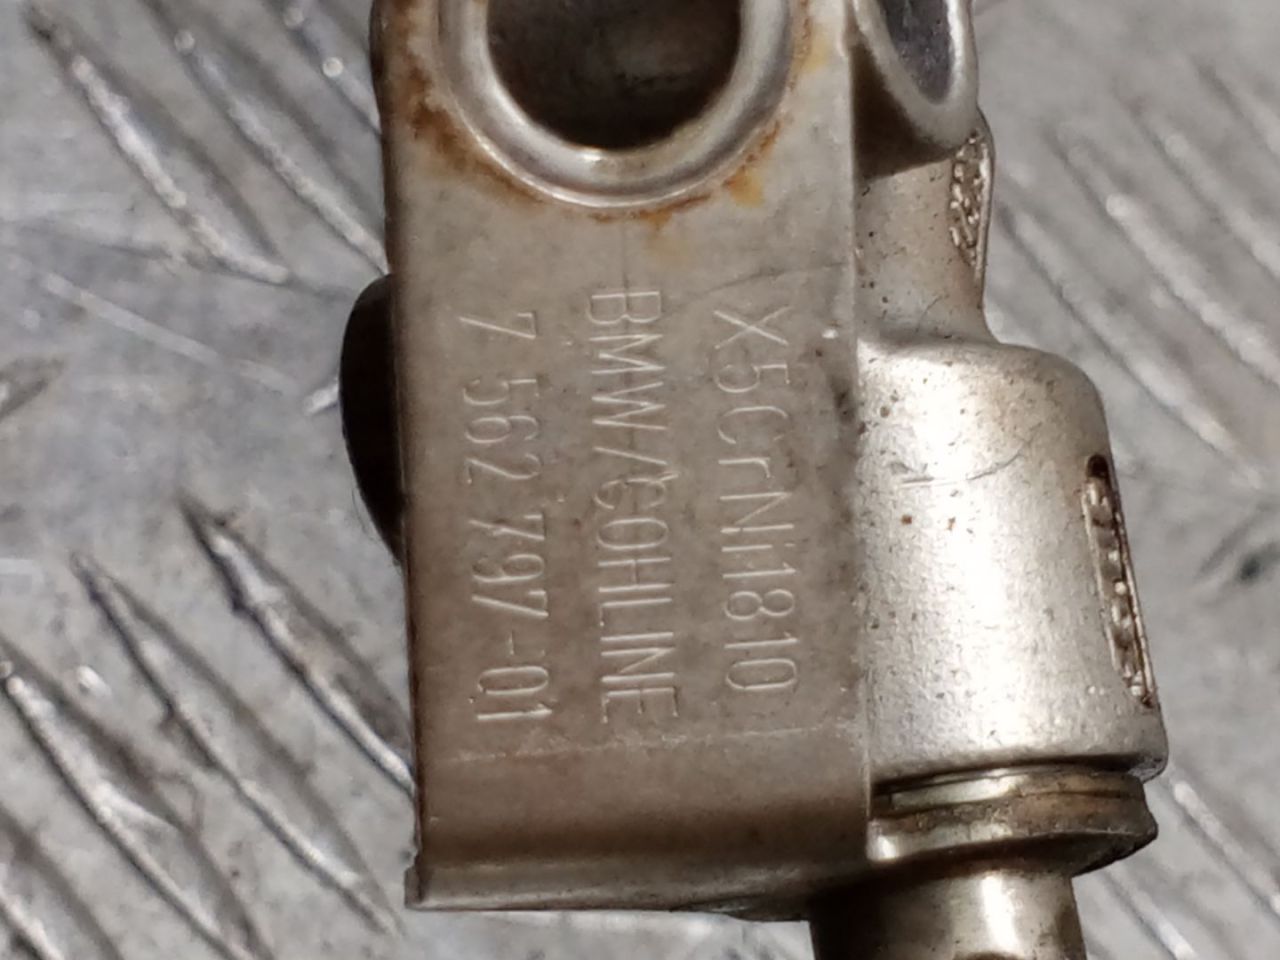 X5CrNi1810
BMW/COHLINE
7 562 797-01